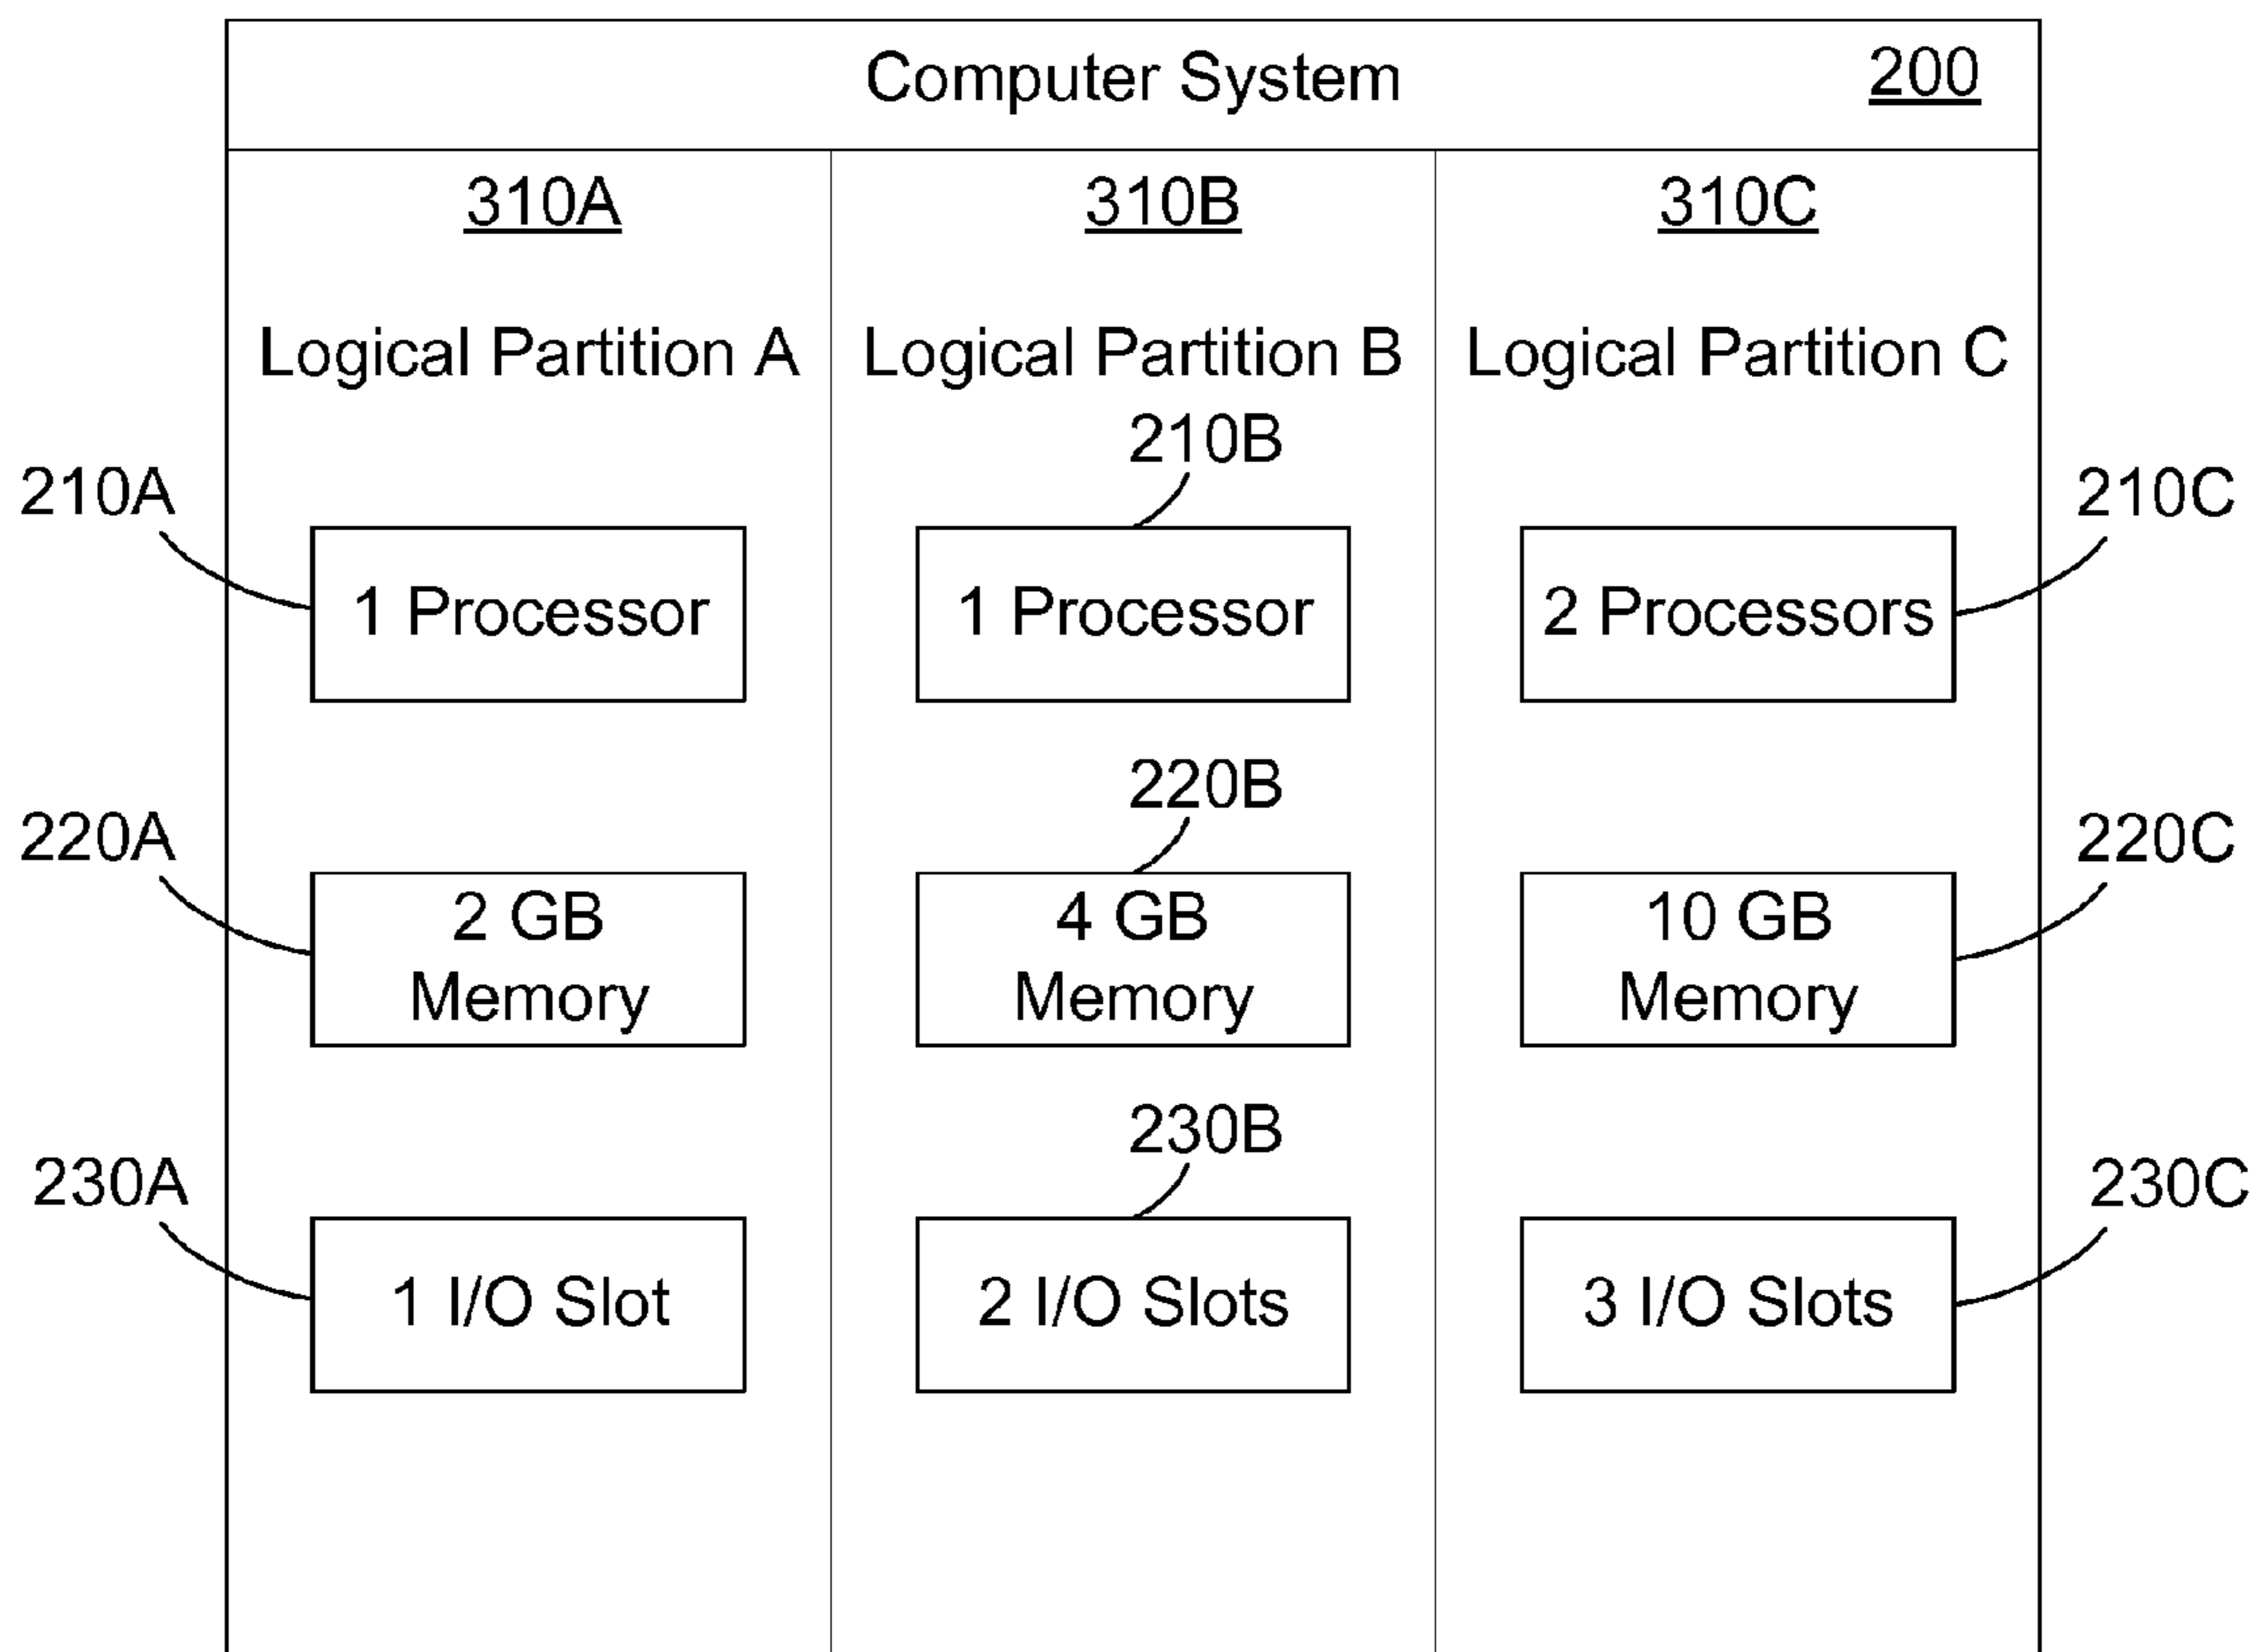 Computer System
200
310A
310B
310C
Logical Partition A
Logical Partition B
Logical Partition C
210A
210B
210C
1 Processor
1 Processor
2 Processors
220A
220B
220C
2 GB
Memory
4 GB
Memory
10 GB
Memory
230A
230B
230C
1 I/O Slot
2 I/O Slots
3 I/O Slots